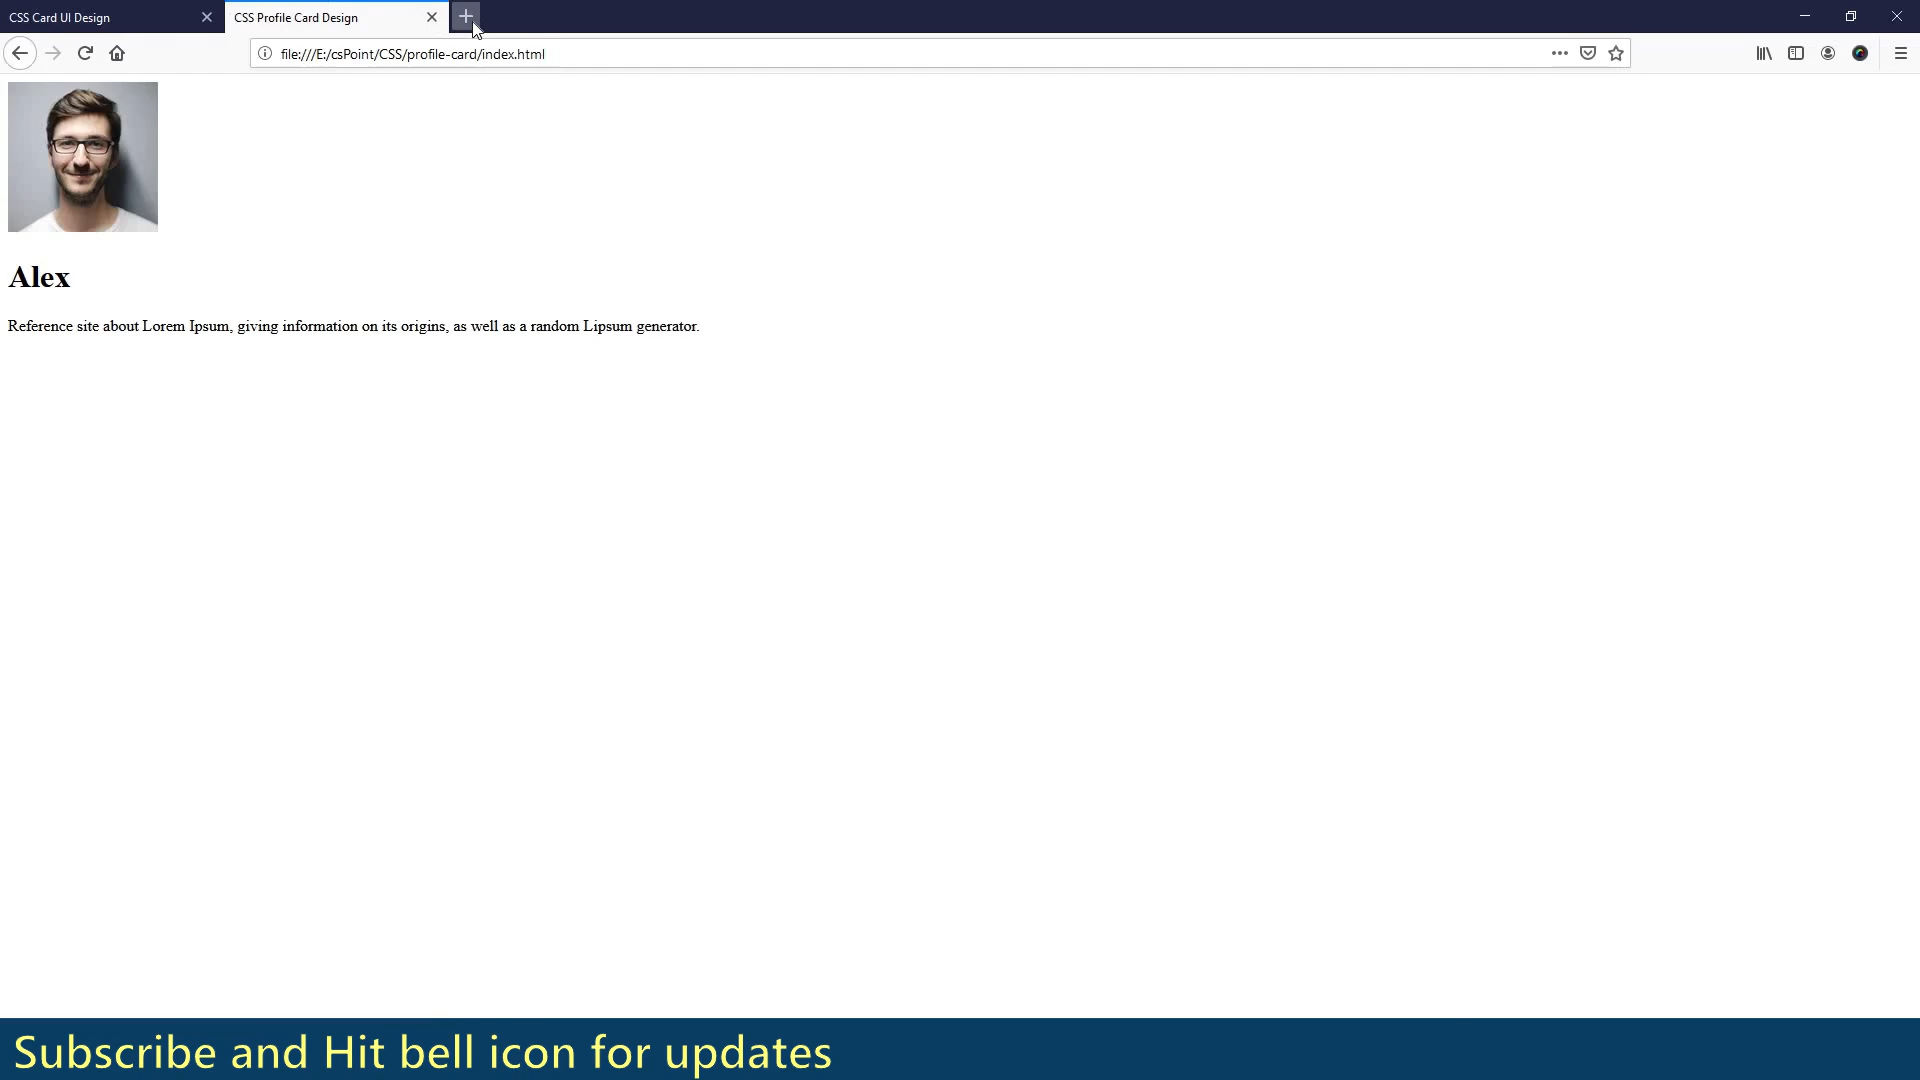 CSS Card UI Design
CSS Profile Card Design
file:///E:/csPoint/CSS/profile-card/index.html
Alex
Reference site about Lorem Ipsum, giving information on its origins, as well as a random Lipsum generator.
Subscribe and Hit bell icon for updates